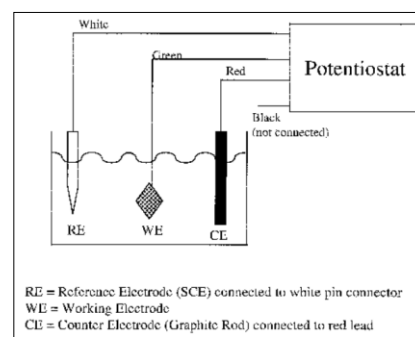 White
Green
Red
Potentiostat
Black
(not connected)
RE
WE
CE
RE = Reference Electrode (SCE) connected to white pin connector
WE = Working Electrode
CE = Counter Electrode (Graphite Rod) connected to red lead